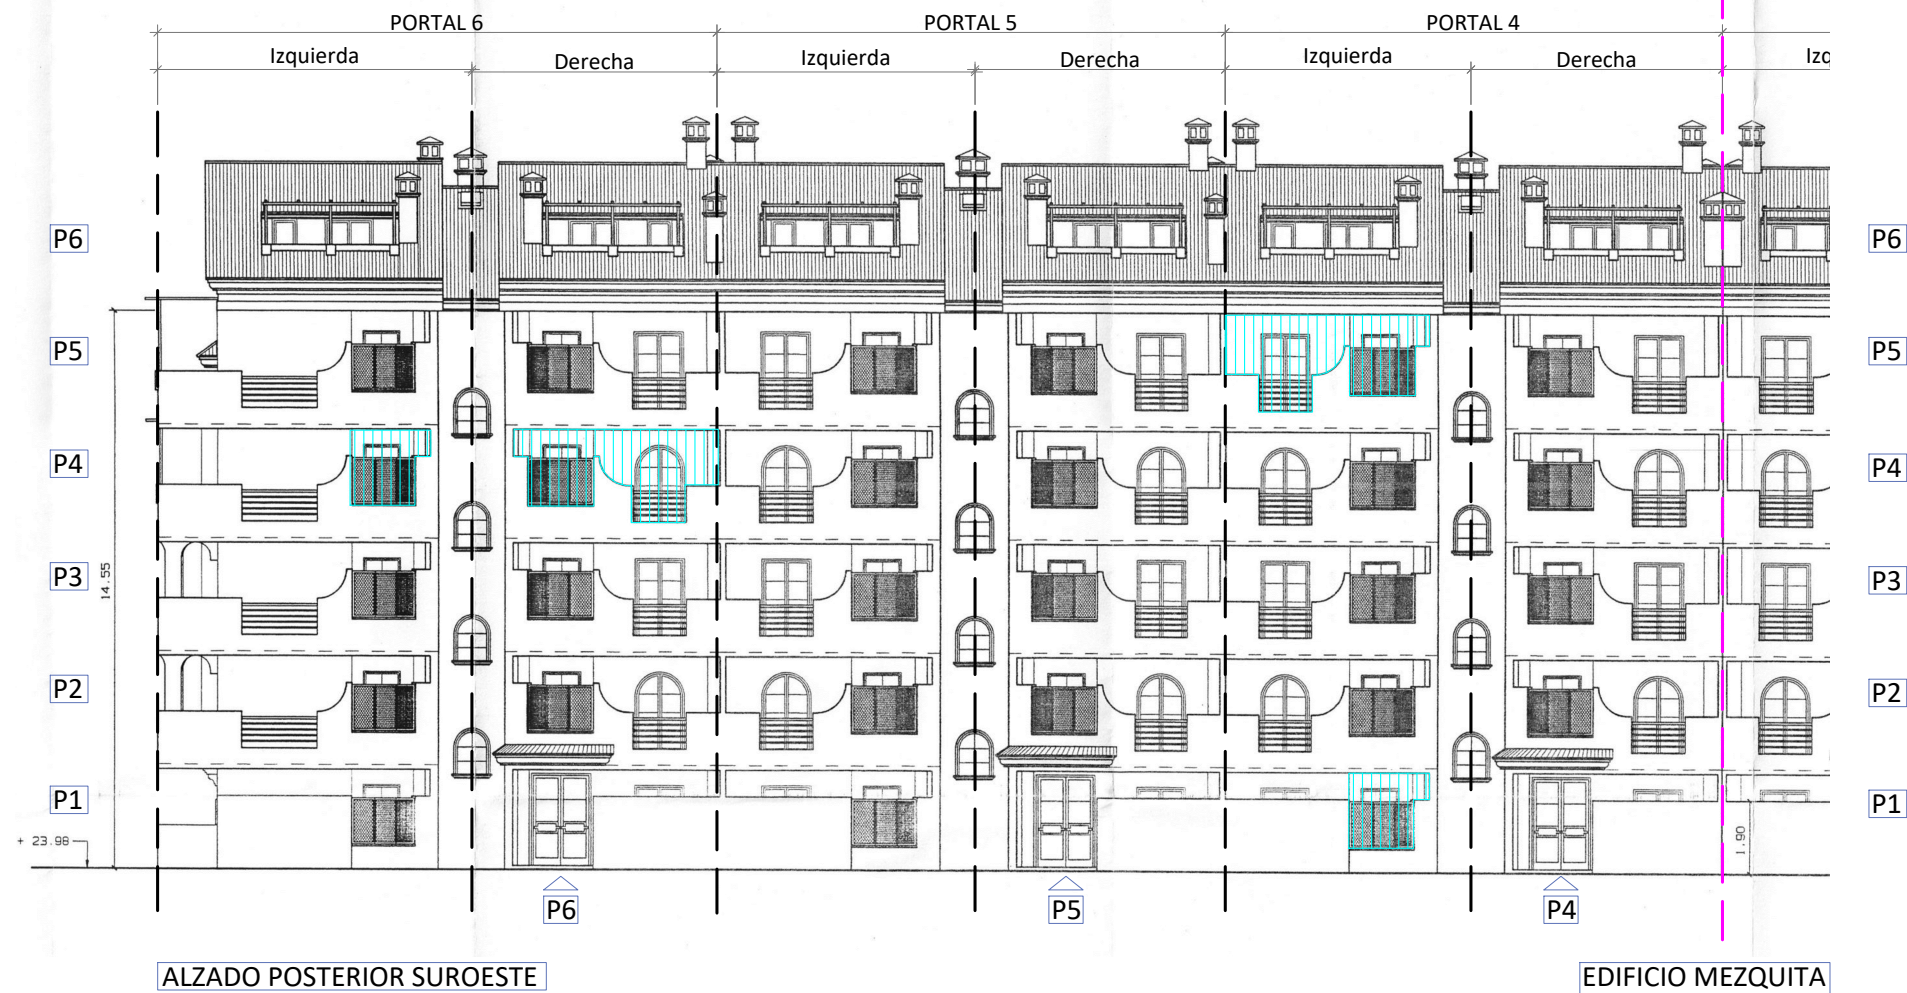 PORTAL 6 PORTAL 5 PORTAL 4
Izquierda Derecha Izquierda Derecha Izquierda Derecha Izq
P6 P6
P5 P5
P4 P4
14.55
P3 P3
P2 P2
P1 P1
+ 23.98 1.90
P6 P5 P4
ALZADO POSTERIOR SUROESTE EDIFICIO MEZQUITA